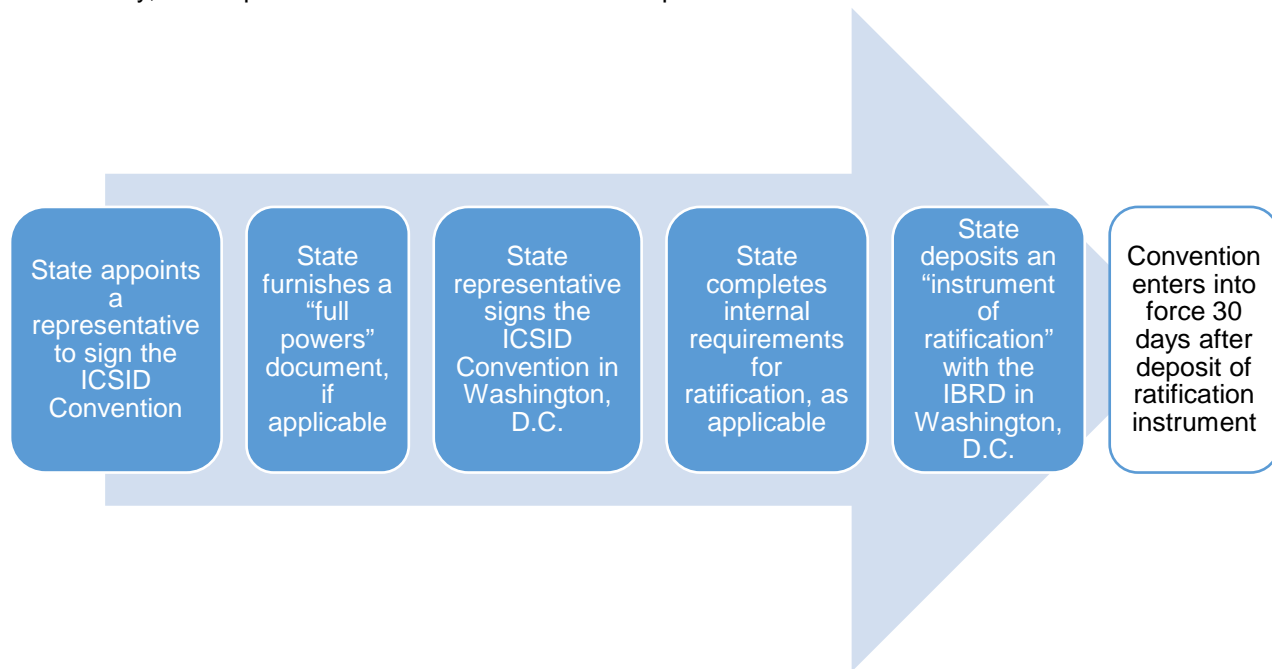 State appoints
a
representative
to sign the
ICSID
Convention
State
furnishes a
“full
powers”
document,
if
applicable
State
representative
signs the
ICSID
Convention in
Washington,
D.C.
State
completes
internal
requirements
for
ratification, as
applicable
State
deposits an
“instrument
of
ratification”
with the
IBRD in
Washington,
D.C.
Convention
enters into
force 30
days after
deposit of
ratification
instrument